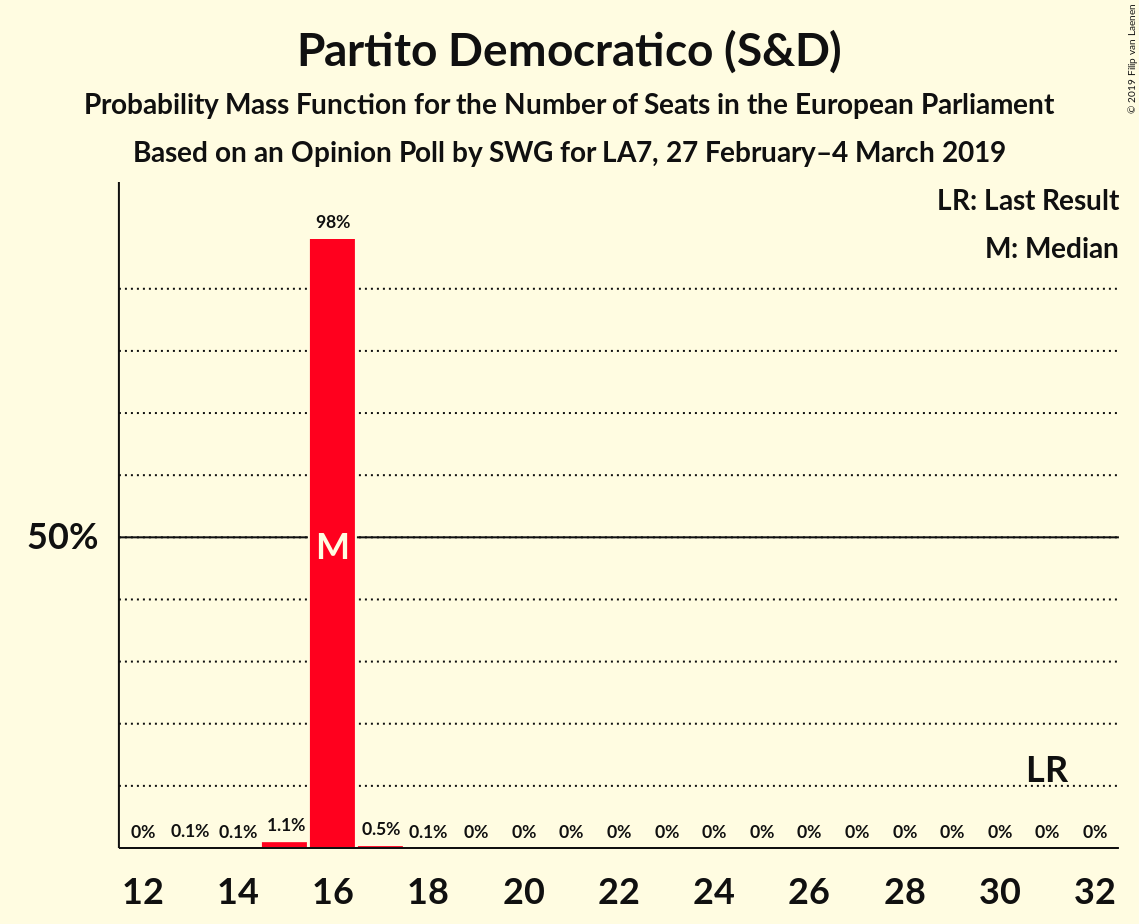 Partito Democratico (S&D)
Probability Mass Function for the Number of Seats in the European Parliament
Based on an Opinion Poll by SWG for LA7, 27 February–4 March 2019
© 2019 Filip van Laenen
LR: Last Result
M: Median
98%
50%
M
LR
0% 0.1% 0.1% 1.1% 0.5% 0.1% 0% 0% 0% 0% 0% 0% 0% 0% 0% 0% 0% 0% 0% 0%
12 14 16 18 20 22 24 26 28 30 32